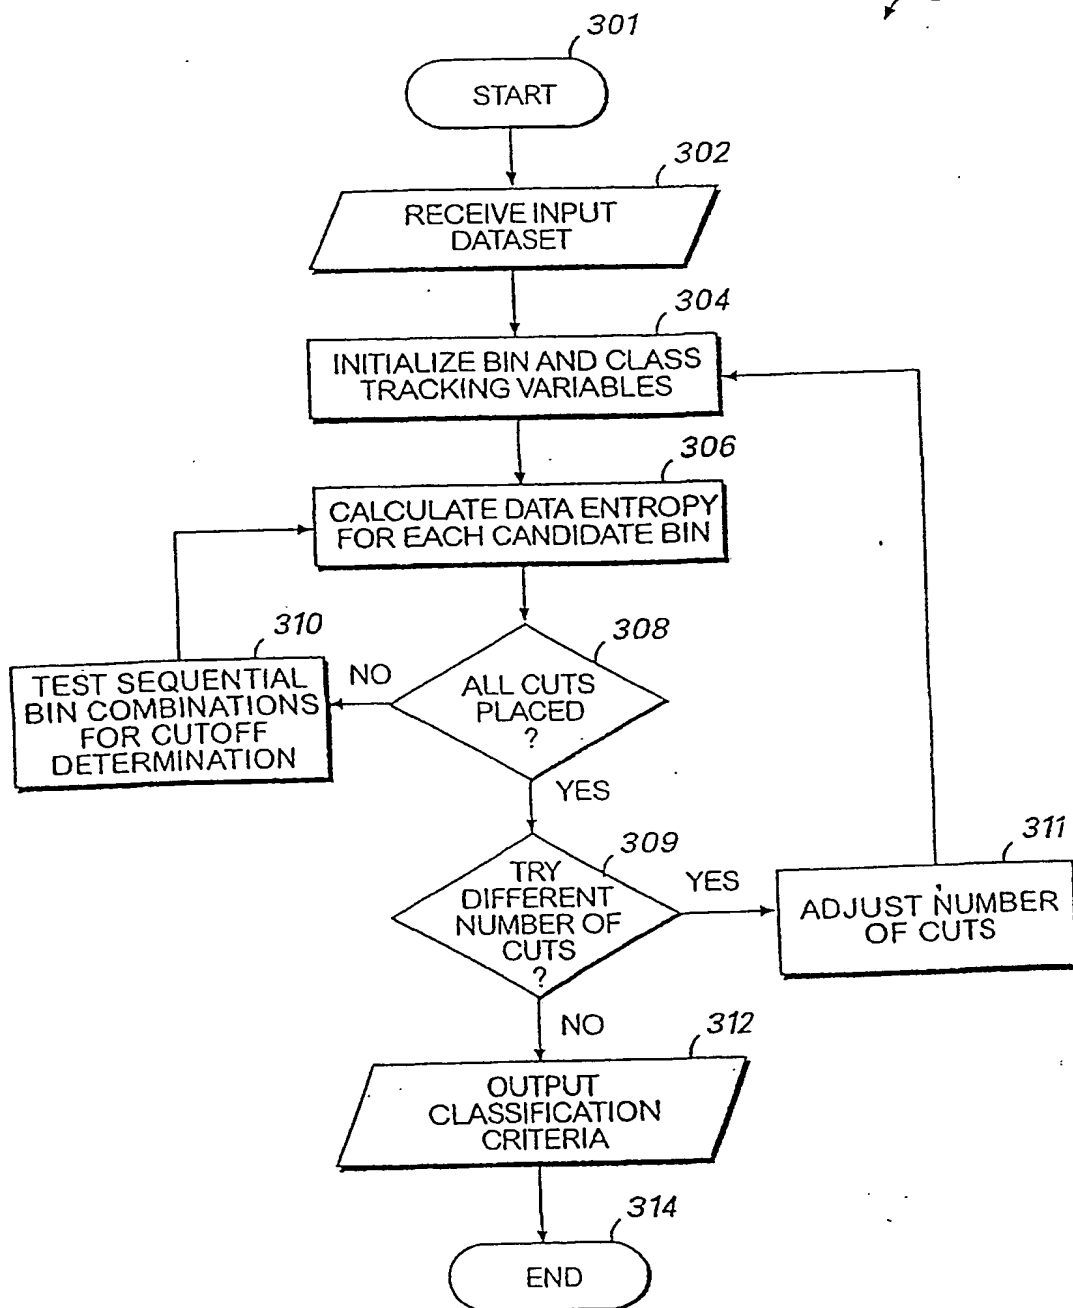 301
START
302
RECEIVE INPUT
DATASET
304
INITIALIZE BIN AND CLASS
TRACKING VARIABLES
306
CALCULATE DATA ENTROPY
FOR EACH CANDIDATE BIN
308
ALL CUTS
PLACED
?
NO
310
TEST SEQUENTIAL
BIN COMBINATIONS
FOR CUTOFF
DETERMINATION
YES
309
TRY
DIFFERENT
NUMBER OF
CUTS
?
YES
311
ADJUST NUMBER
OF CUTS
NO
312
OUTPUT
CLASSIFICATION
CRITERIA
314
END